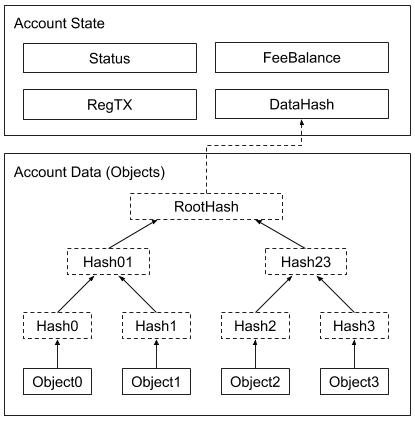 Account State
Status
FeeBalance
RegTX
DataHash
Account Data (Objects)
RootHash
Hash01
Hash23
Hash0
Hash1
Hash2
Hash3
Object0
Object1
Object2
Object3